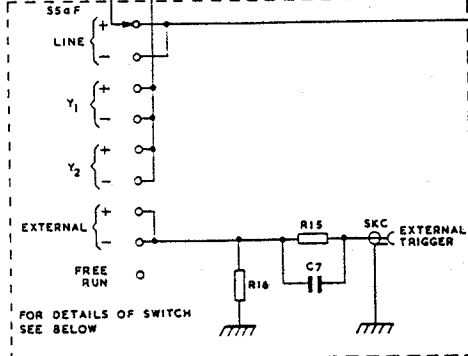 S5aF
LINE { +
−
Y1 { +
−
Y2 { +
−
EXTERNAL { +
−
FREE
RUN
R15
C7
R16
SKC
EXTERNAL
TRIGGER
FOR DETAILS OF SWITCH
SEE BELOW